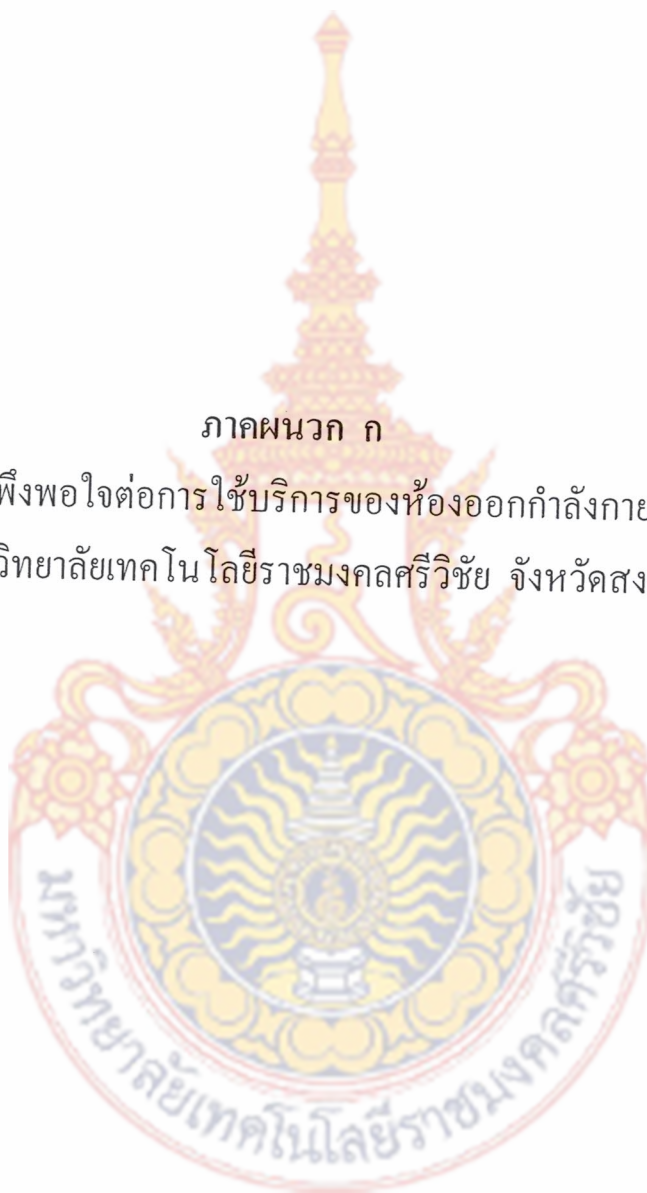 ภาคผนวก ก
พึงพอใจต่อการใช้บริการของห้องออกกำลังกาย
วิทยาลัยเทคโนโลยีราชมงคลศรีวิชัย จังหวัดสง
มหาวิทยาลัยเทคโนโลยีราชมงคลศรีวิชัย